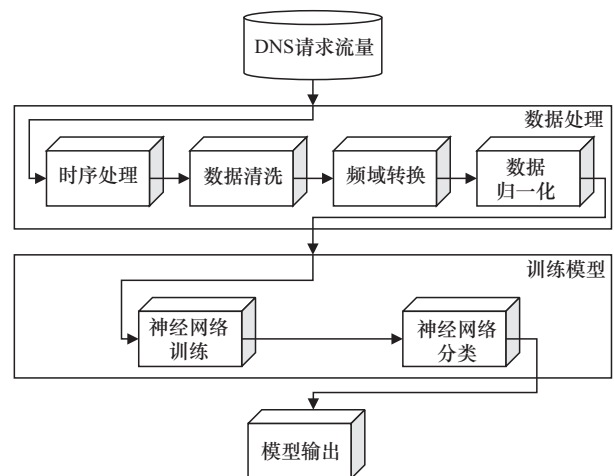 DNS请求流量
数据处理
时序处理
数据清洗
频域转换
数据
归一化
训练模型
神经网络
训练
神经网络
分类
模型输出